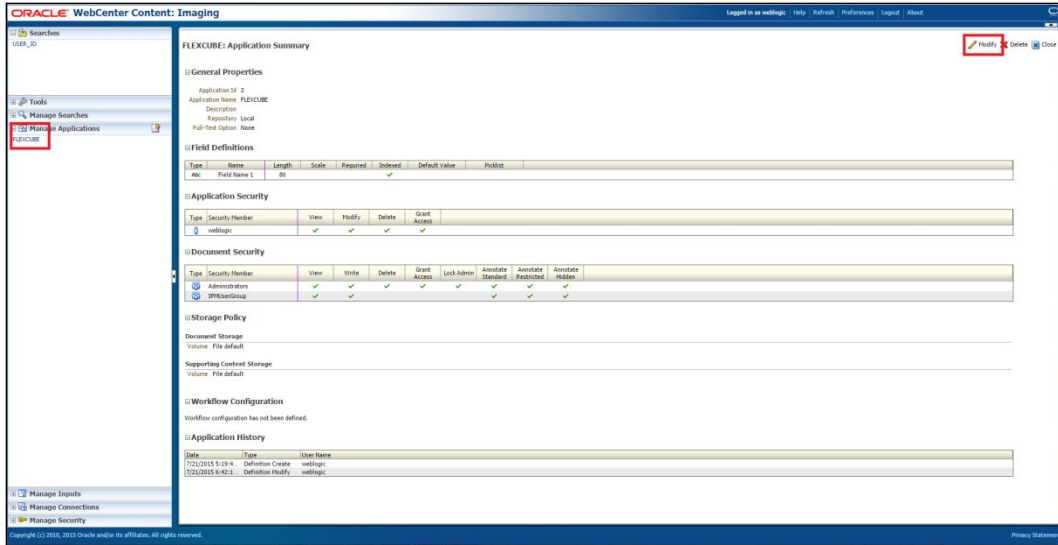 ORACLE WebCenter Content: Imaging
Logged in as weblogic Help Refresh Preferences Logout About
Searches
USER_ID
Tools
Manage Searches
Manage Applications
FLEXCUBE
FLEXCUBE: Application Summary
Modify Delete Close
General Properties
Application Id 2
Application Name FLEXCUBE
Description
Repository Local
Full-Text Option None
Field Definitions
Type Name Length Scale Required Indexed Default Value Picklist
Abc Field Name 1 80
Application Security
Type Security Member View Modify Delete Grant Access
weblogic
Document Security
Type Security Member View Write Delete Grant Access Lock Admin Annotate Standard Annotate Restricted Annotate Hidden
Administrators
IPMUserGroup
Storage Policy
Document Storage
Volume File default
Supporting Content Storage
Volume File default
Workflow Configuration
Workflow configuration has not been defined.
Application History
Date Type User Name
7/21/2015 5:19:4... Definition Create weblogic
7/21/2015 6:42:1... Definition Modify weblogic
Manage Inputs
Manage Connections
Manage Security
Copyright (c) 2010, 2015 Oracle and/or its affiliates. All rights reserved.
Privacy Statement